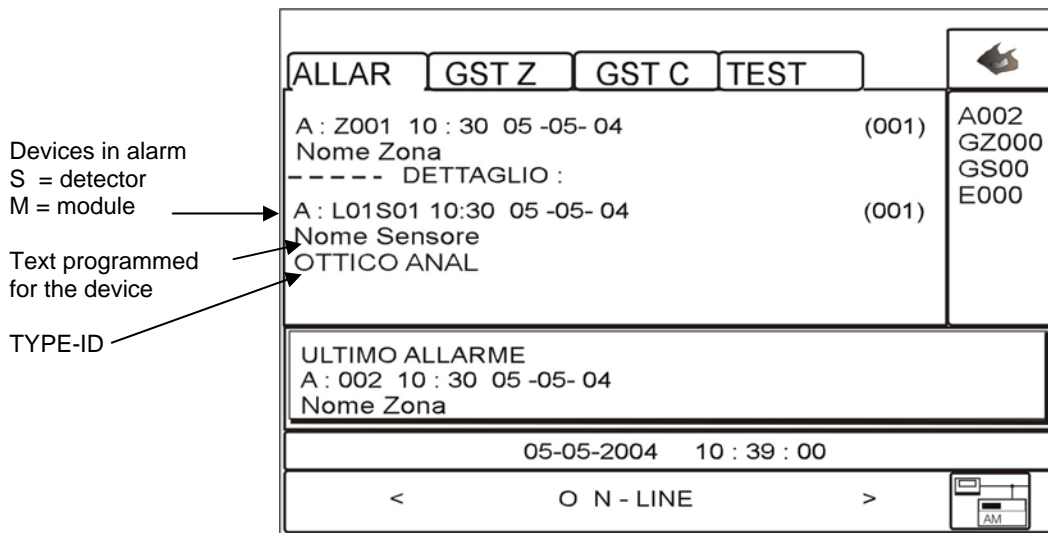 Devices in alarm
S = detector
M = module
Text programmed
for the device
TYPE-ID
ALLAR GST Z GST C TEST
A : Z001 10 : 30 05 -05- 04 (001)
Nome Zona
- - - - - DETTAGLIO :
A : L01S01 10:30 05 -05- 04 (001)
Nome Sensore
OTTICO ANAL
A002
GZ000
GS00
E000
ULTIMO ALLARME
A : 002 10 : 30 05 -05- 04
Nome Zona
05-05-2004 10 : 39 : 00
< O N - LINE >
AM